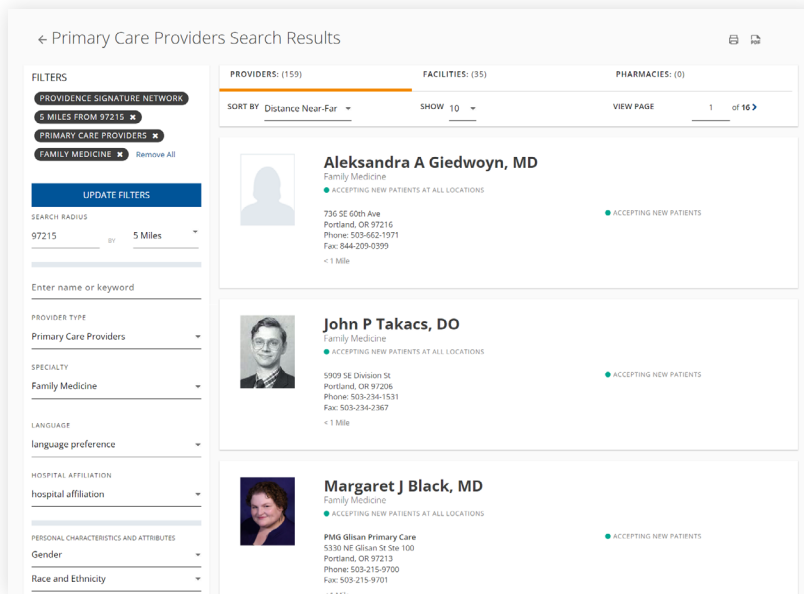 ← Primary Care Providers Search Results
PDF
FILTERS
PROVIDENCE SIGNATURE NETWORK
5 MILES FROM 97215 ✖
PRIMARY CARE PROVIDERS ✖
FAMILY MEDICINE ✖ Remove All
UPDATE FILTERS
SEARCH RADIUS
97215 BY 5 Miles
Enter name or keyword
PROVIDER TYPE
Primary Care Providers
SPECIALTY
Family Medicine
LANGUAGE
language preference
HOSPITAL AFFILIATION
hospital affiliation
PERSONAL CHARACTERISTICS AND ATTRIBUTES
Gender
Race and Ethnicity
PROVIDERS: (159) FACILITIES: (35) PHARMACIES: (0)
SORT BY Distance Near-Far SHOW 10 VIEW PAGE 1 of 16 >
Aleksandra A Giedwoyn, MD
Family Medicine
ACCEPTING NEW PATIENTS AT ALL LOCATIONS
736 SE 60th Ave
Portland, OR 97216
Phone: 503-662-1971
Fax: 844-209-0399
< 1 Mile
ACCEPTING NEW PATIENTS
John P Takacs, DO
Family Medicine
ACCEPTING NEW PATIENTS AT ALL LOCATIONS
5909 SE Division St
Portland, OR 97206
Phone: 503-234-1531
Fax: 503-234-2367
< 1 Mile
ACCEPTING NEW PATIENTS
Margaret J Black, MD
Family Medicine
ACCEPTING NEW PATIENTS AT ALL LOCATIONS
PMG Glisan Primary Care
5330 NE Glisan St Ste 100
Portland, OR 97213
Phone: 503-215-9700
Fax: 503-215-9701
ACCEPTING NEW PATIENTS